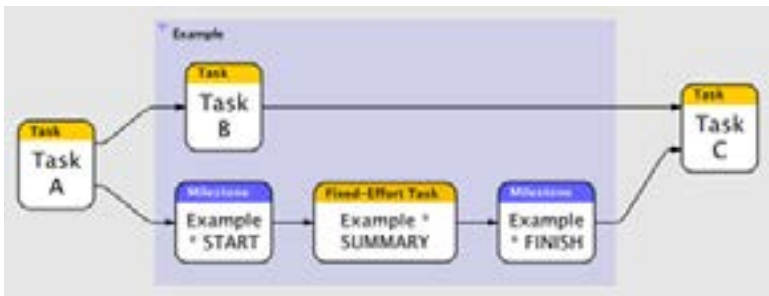 Example
Task
Task
B
Task
Task
A
Task
Task
C
Milestone
Example
* START
Fixed-Effort Task
Example *
SUMMARY
Milestone
Example
* FINISH